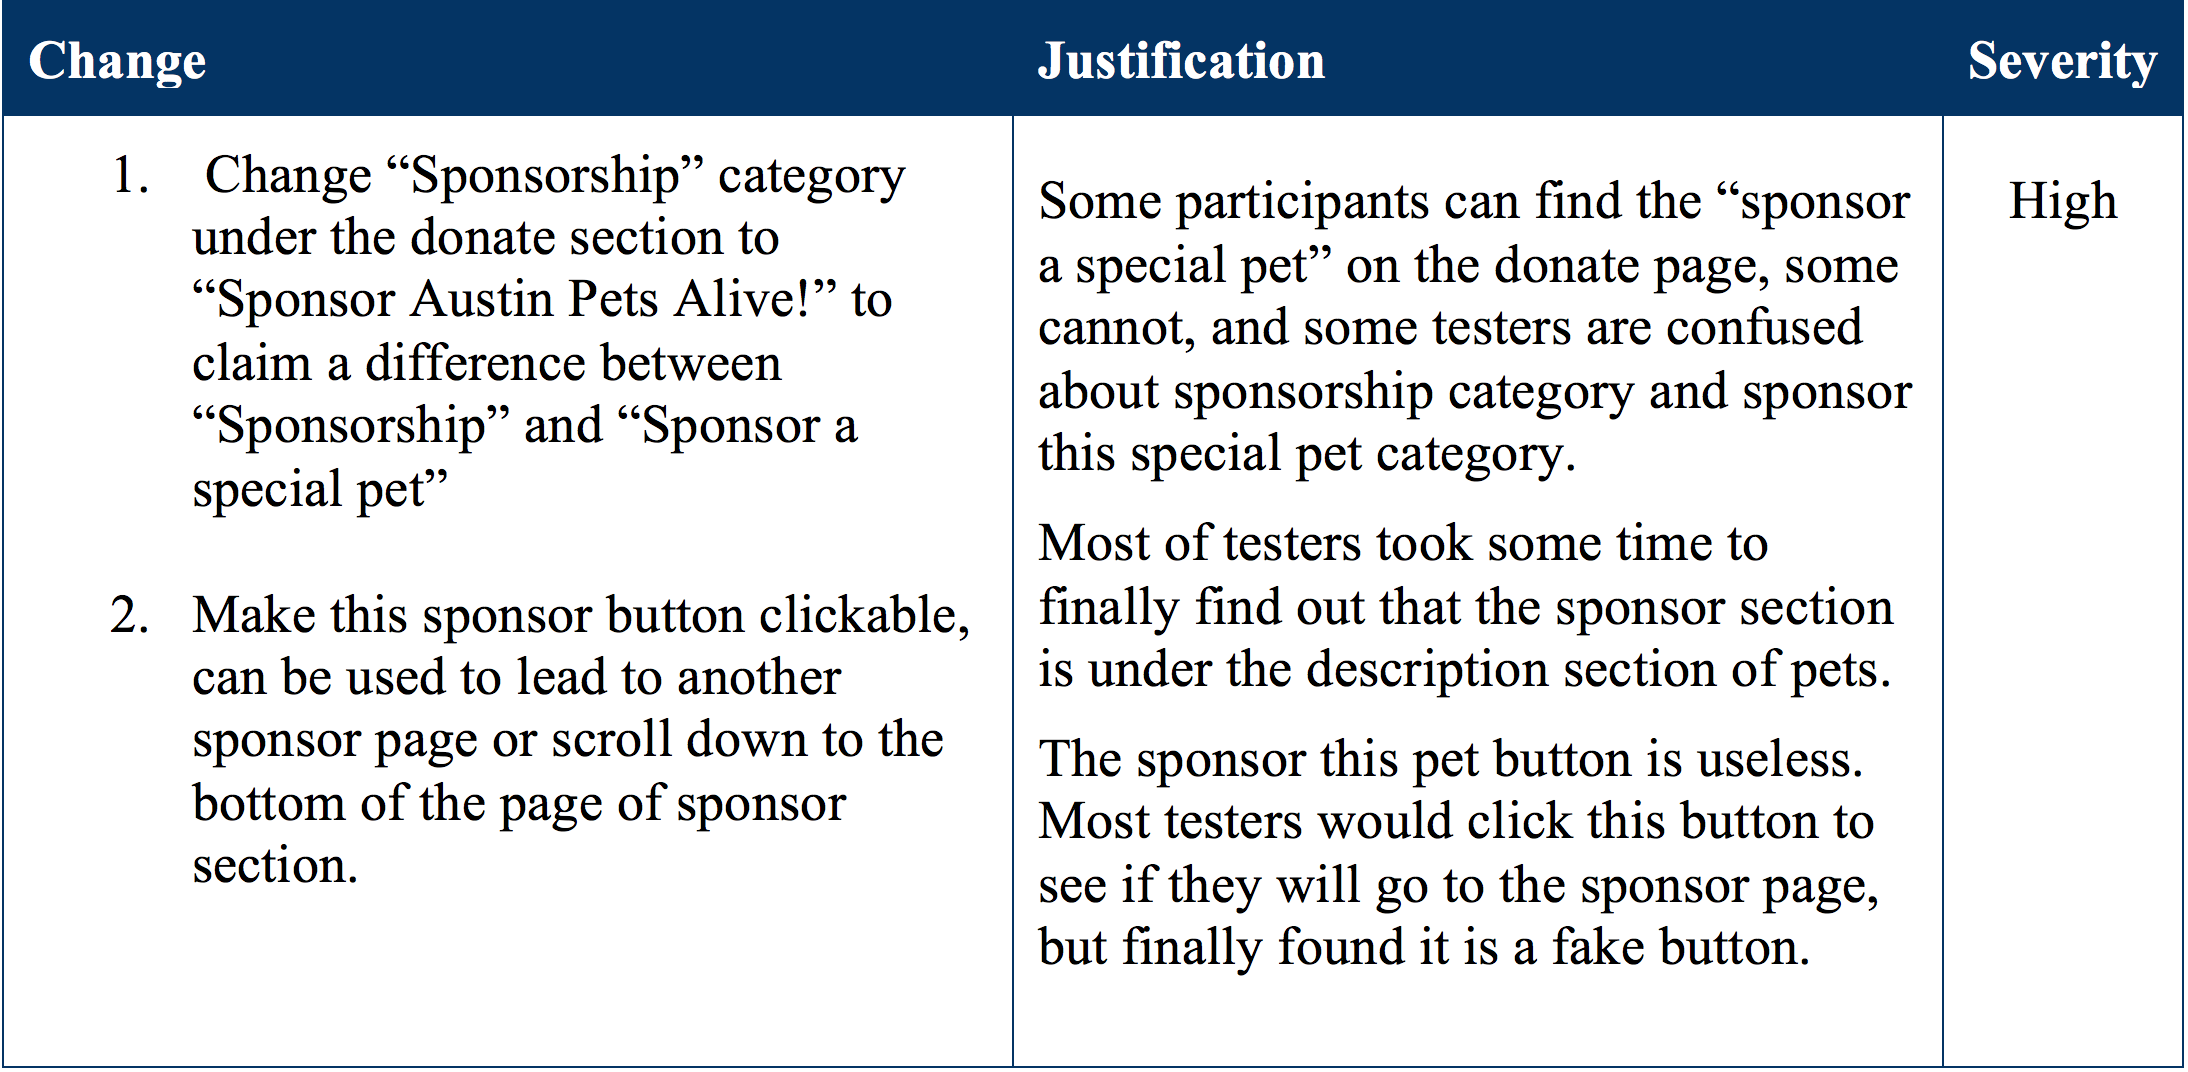 Change
Justification
Severity
1. Change “Sponsorship” category
under the donate section to
“Sponsor Austin Pets Alive!” to
claim a difference between
“Sponsorship” and “Sponsor a
special pet”
2. Make this sponsor button clickable,
can be used to lead to another
sponsor page or scroll down to the
bottom of the page of sponsor
section.
Some participants can find the “sponsor
a special pet” on the donate page, some
cannot, and some testers are confused
about sponsorship category and sponsor
this special pet category.
Most of testers took some time to
finally find out that the sponsor section
is under the description section of pets.
The sponsor this pet button is useless.
Most testers would click this button to
see if they will go to the sponsor page,
but finally found it is a fake button.
High